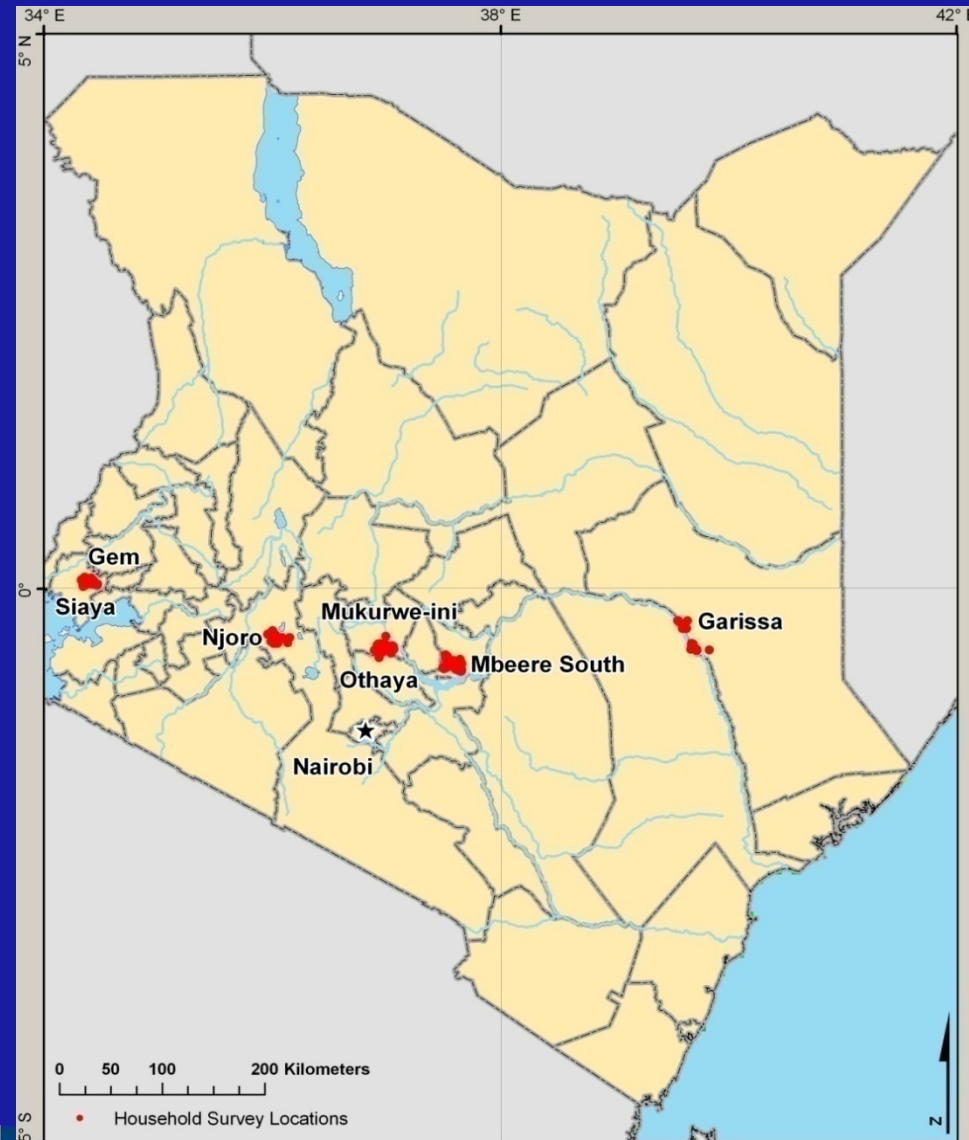 34° E
38° E
42° E
5° N
Gem
0°
Siaya
Mukurwe-ini
Garissa
Njoro
Mbeere South
Othaya
Nairobi
0 50 100 200 Kilometers
Household Survey Locations
5° S
N